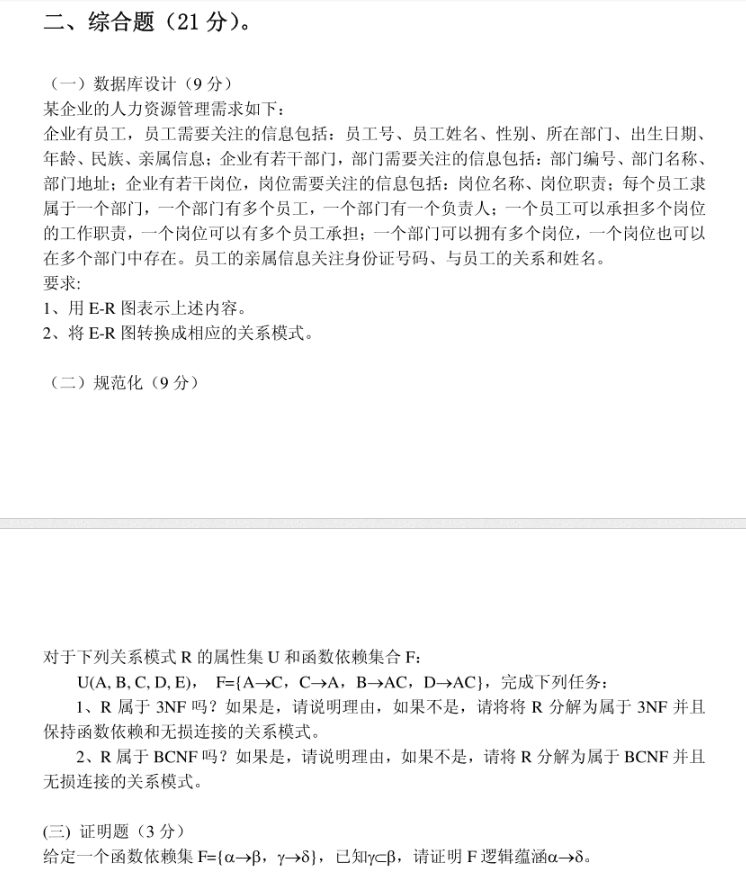 二、综合题（21 分）。
（一）数据库设计（9 分）
某企业的人力资源管理需求如下：
企业有员工，员工需要关注的信息包括：员工号、员工姓名、性别、所在部门、出生日期、
年龄、民族、亲属信息；企业有若干部门，部门需要关注的信息包括：部门编号、部门名称、
部门地址；企业有若干岗位，岗位需要关注的信息包括：岗位名称、岗位职责；每个员工隶
属于一个部门，一个部门有多个员工，一个部门有一个负责人；一个员工可以承担多个岗位
的工作职责，一个岗位可以有多个员工承担；一个部门可以拥有多个岗位，一个岗位也可以
在多个部门中存在。员工的亲属信息关注身份证号码、与员工的关系和姓名。
要求:
1、用 E-R 图表示上述内容。
2、将 E-R 图转换成相应的关系模式。
（二）规范化（9 分）
对于下列关系模式 R 的属性集 U 和函数依赖集合 F：
U(A, B, C, D, E)， F={A→C，C→A，B→AC，D→AC}，完成下列任务：
1、R 属于 3NF 吗？如果是，请说明理由，如果不是，请将将 R 分解为属于 3NF 并且
保持函数依赖和无损连接的关系模式。
2、R 属于 BCNF 吗？如果是，请说明理由，如果不是，请将 R 分解为属于 BCNF 并且
无损连接的关系模式。
(三) 证明题（3 分）
给定一个函数依赖集 F={α→β，γ→δ}，已知γ⊂β，请证明 F 逻辑蕴涵α→δ。